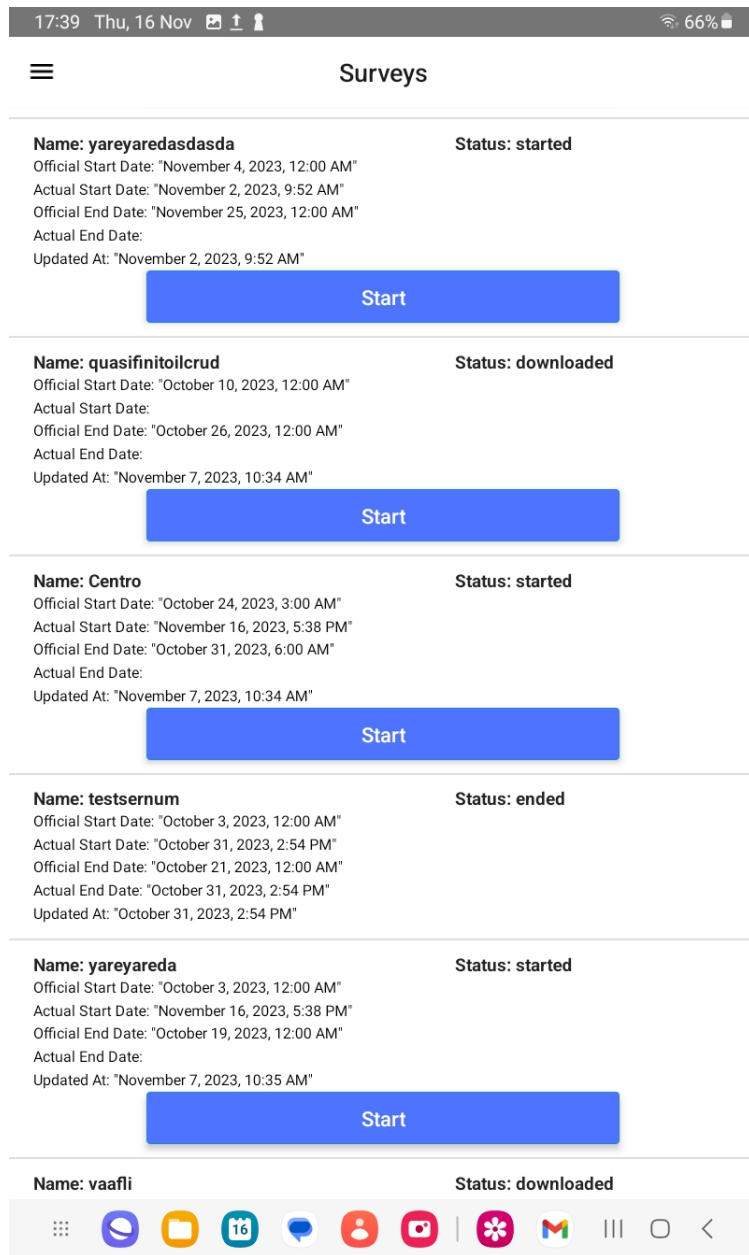 17:39 Thu, 16 Nov 66%
Surveys
Name: yareyaredasdasda Status: started
Official Start Date: "November 4, 2023, 12:00 AM"
Actual Start Date: "November 2, 2023, 9:52 AM"
Official End Date: "November 25, 2023, 12:00 AM"
Actual End Date:
Updated At: "November 2, 2023, 9:52 AM"
Start
Name: quasifinitoilcrud Status: downloaded
Official Start Date: "October 10, 2023, 12:00 AM"
Actual Start Date:
Official End Date: "October 26, 2023, 12:00 AM"
Actual End Date:
Updated At: "November 7, 2023, 10:34 AM"
Start
Name: Centro Status: started
Official Start Date: "October 24, 2023, 3:00 AM"
Actual Start Date: "November 16, 2023, 5:38 PM"
Official End Date: "October 31, 2023, 6:00 AM"
Actual End Date:
Updated At: "November 7, 2023, 10:34 AM"
Start
Name: testsernum Status: ended
Official Start Date: "October 3, 2023, 12:00 AM"
Actual Start Date: "October 31, 2023, 2:54 PM"
Official End Date: "October 21, 2023, 12:00 AM"
Actual End Date: "October 31, 2023, 2:54 PM"
Updated At: "October 31, 2023, 2:54 PM"
Name: yareyareda Status: started
Official Start Date: "October 3, 2023, 12:00 AM"
Actual Start Date: "November 16, 2023, 5:38 PM"
Official End Date: "October 19, 2023, 12:00 AM"
Actual End Date:
Updated At: "November 7, 2023, 10:35 AM"
Start
Name: vaafli Status: downloaded
16